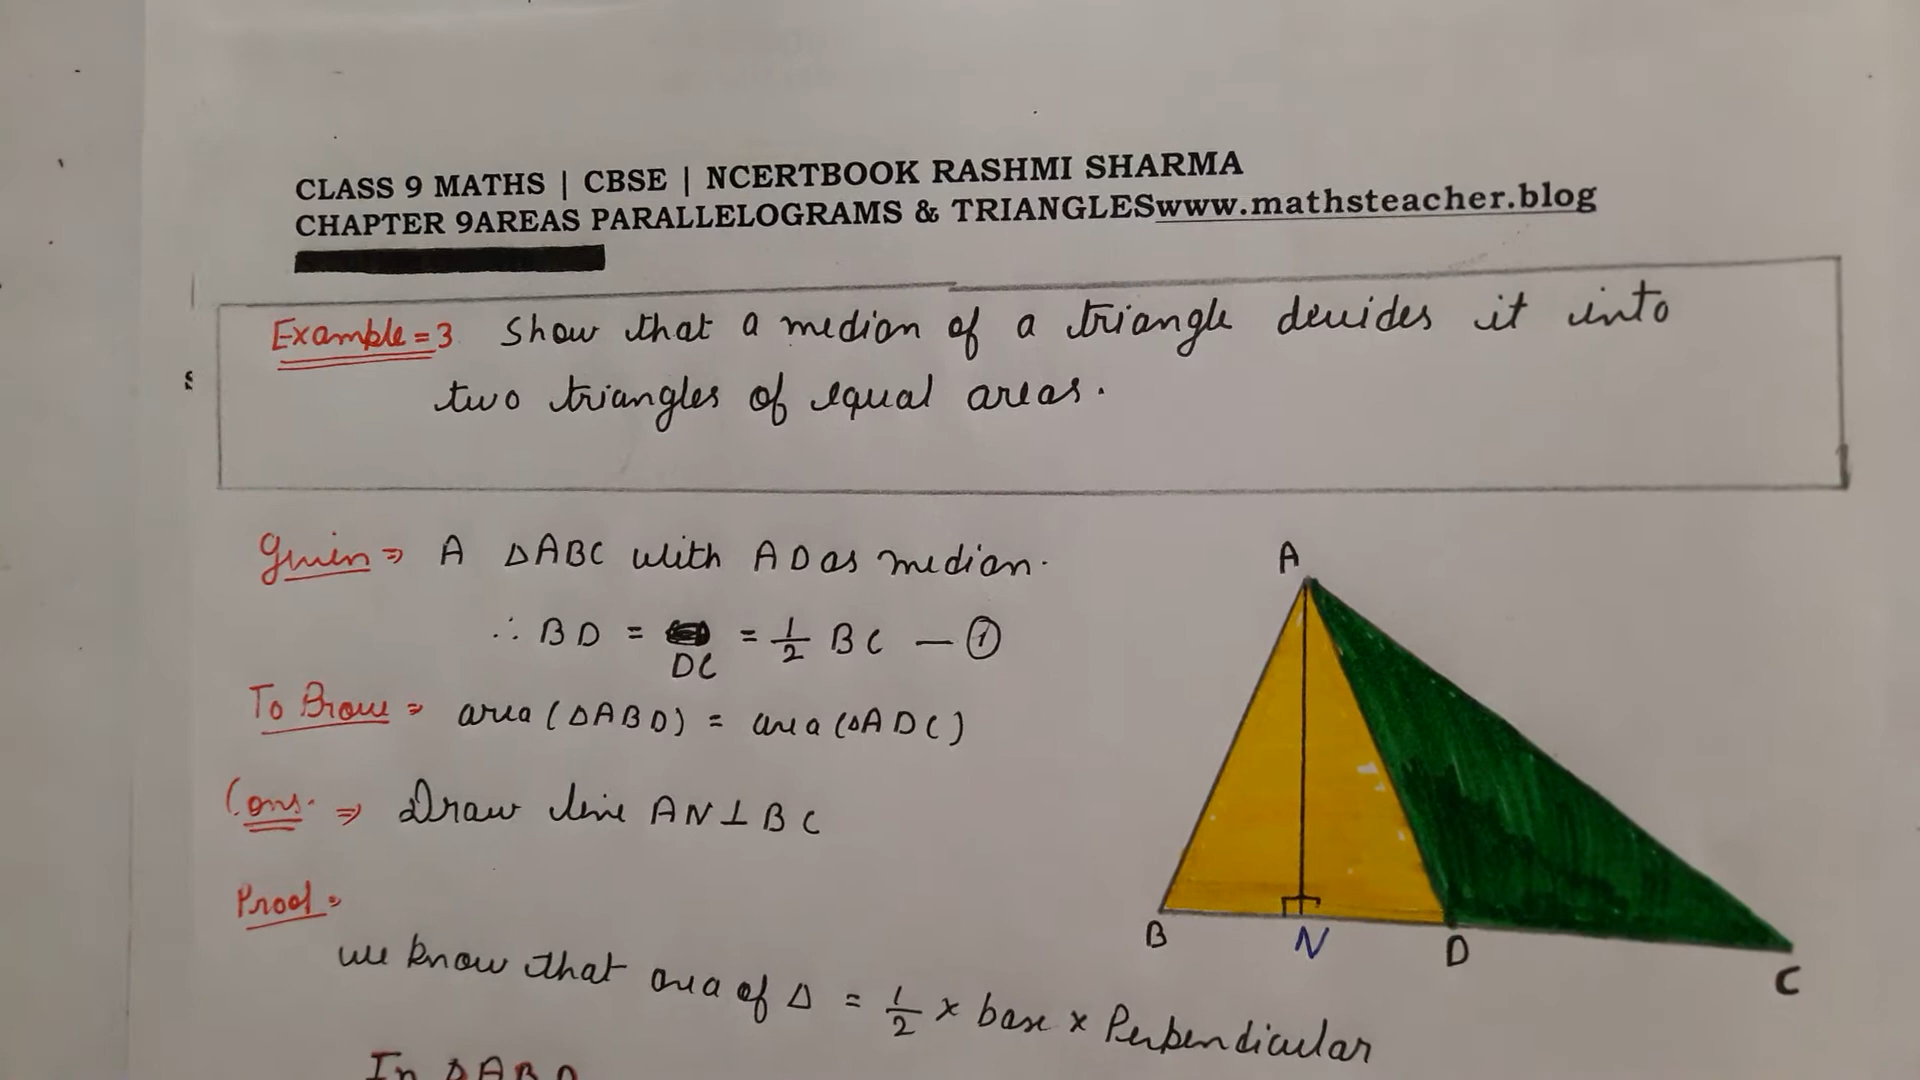 CLASS 9 MATHS | CBSE | NCERTBOOK RASHMI SHARMA
CHAPTER 9AREAS PARALLELOGRAMS & TRIANGLESwww.mathsteacher.blog
Example=3 Show that a median of a triangle devides it into
two triangles of equal areas.
Given ⇒ A ΔABC with AD as median.
∴ BD = DC = 1/2 BC — ①
To Prove ⇒ area (ΔABD) = area (ΔADC)
Cons. ⇒ Draw line AN ⊥ BC
Proof ⇒
we know that area of Δ = 1/2 × base × Perpendicular
In ΔABD
A
B
N
D
C